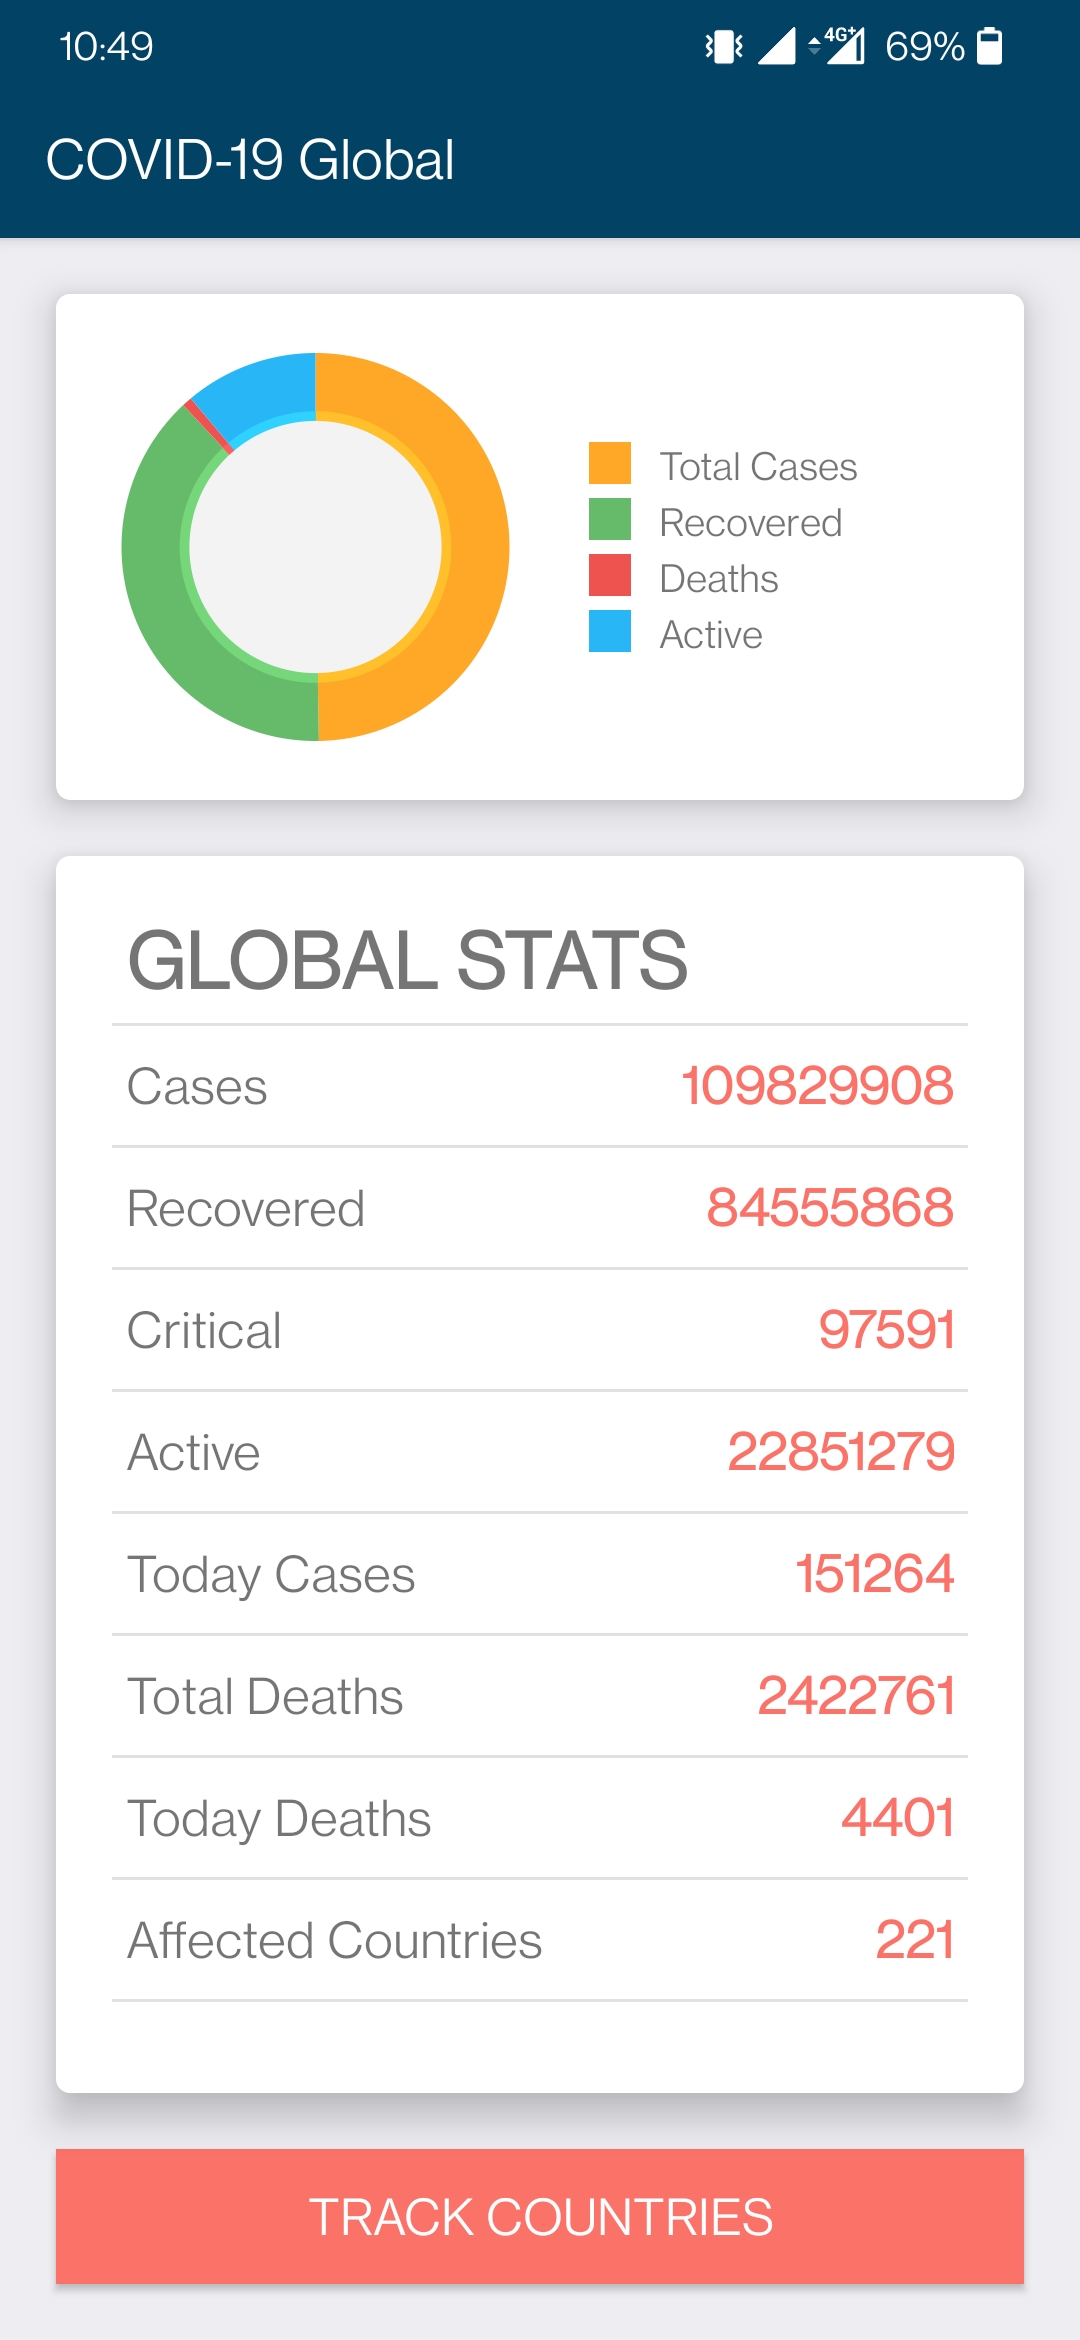 10:49 4G+ 69%
COVID-19 Global
Total Cases
Recovered
Deaths
Active
GLOBAL STATS
Cases 109829908
Recovered 84555868
Critical 97591
Active 22851279
Today Cases 151264
Total Deaths 2422761
Today Deaths 4401
Affected Countries 221
TRACK COUNTRIES